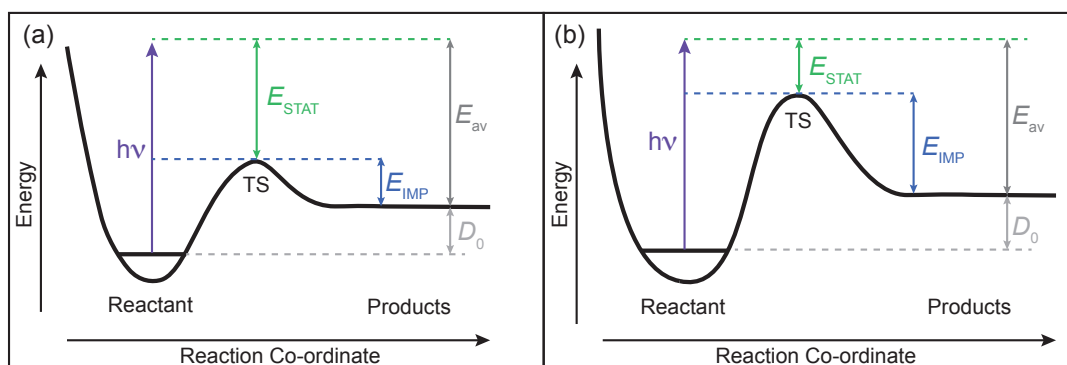 (a)
hν
E_STAT
E_av
E_IMP
TS
D_0
Energy
Reactant
Products
Reaction Co-ordinate
(b)
hν
E_STAT
E_av
E_IMP
TS
D_0
Energy
Reactant
Products
Reaction Co-ordinate